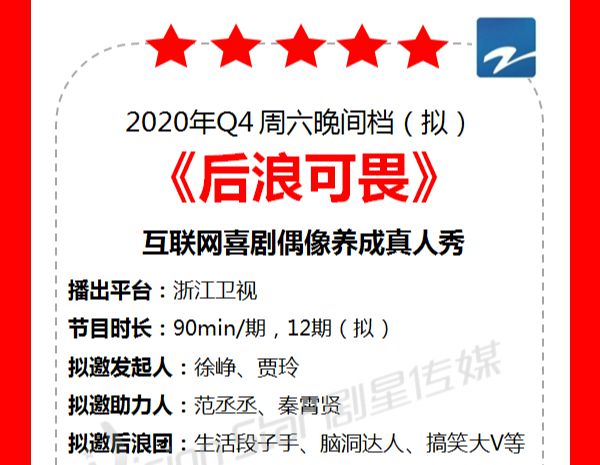 2020年Q4 周六晚间档（拟）
《后浪可畏》
互联网喜剧偶像养成真人秀
播出平台：浙江卫视
节目时长：90min/期，12期（拟）
拟邀发起人：徐峥、贾玲
拟邀助力人：范丞丞、秦霄贤
拟邀后浪团：生活段子手、脑洞达人、搞笑大V等
剧星传媒